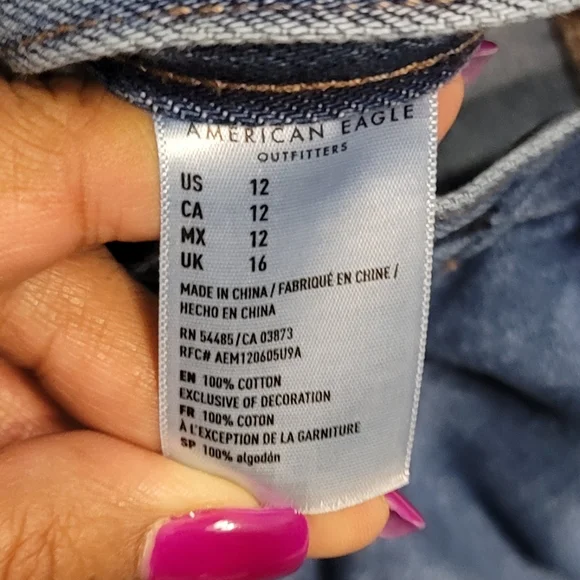 AMERICAN EAGLE
OUTFITTERS
US 12
CA 12
MX 12
UK 16
MADE IN CHINA / FABRIQUÉ EN CHINE /
HECHO EN CHINA
RN 54485/CA 03873
RFC# AEM120605U9A
EN 100% COTTON
EXCLUSIVE OF DECORATION
FR 100% COTON
À L'EXCEPTION DE LA GARNITURE
SP 100% algodón